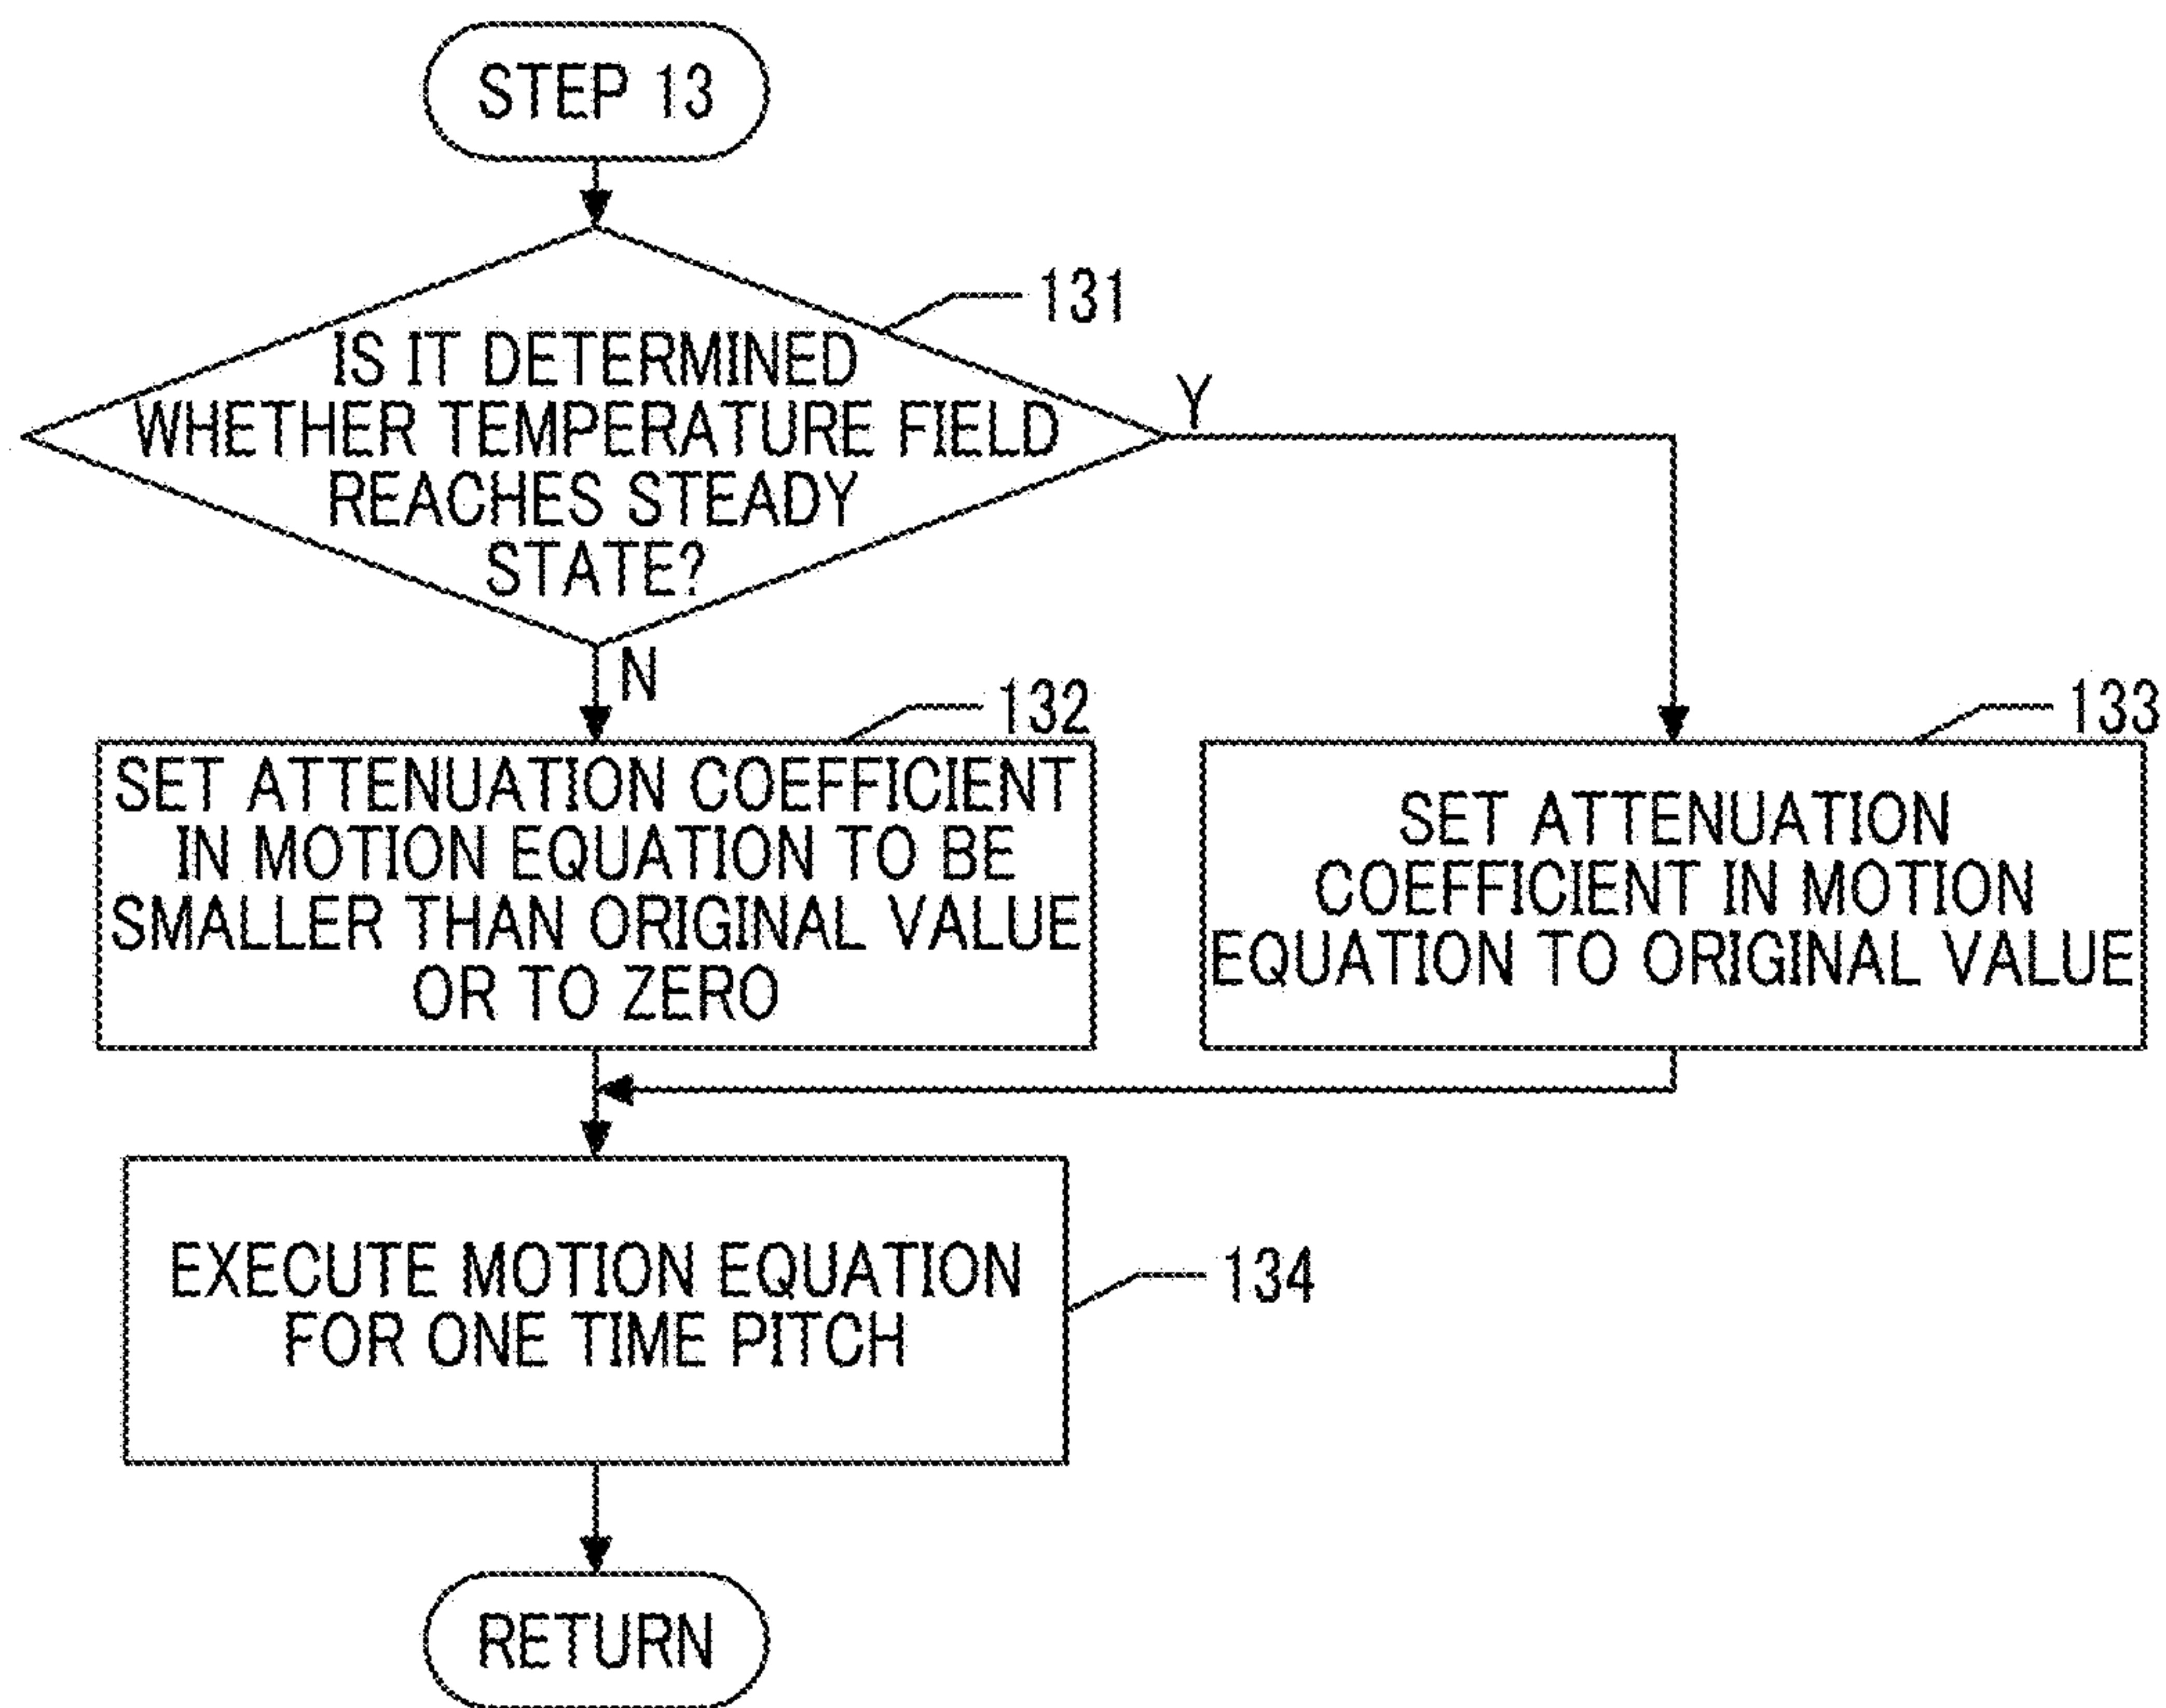 STEP 13
131
IS IT DETERMINED
WHETHER TEMPERATURE FIELD
REACHES STEADY
STATE?
Y
N
132
SET ATTENUATION COEFFICIENT
IN MOTION EQUATION TO BE
SMALLER THAN ORIGINAL VALUE
OR TO ZERO
133
SET ATTENUATION
COEFFICIENT IN MOTION
EQUATION TO ORIGINAL VALUE
EXECUTE MOTION EQUATION
FOR ONE TIME PITCH
134
RETURN